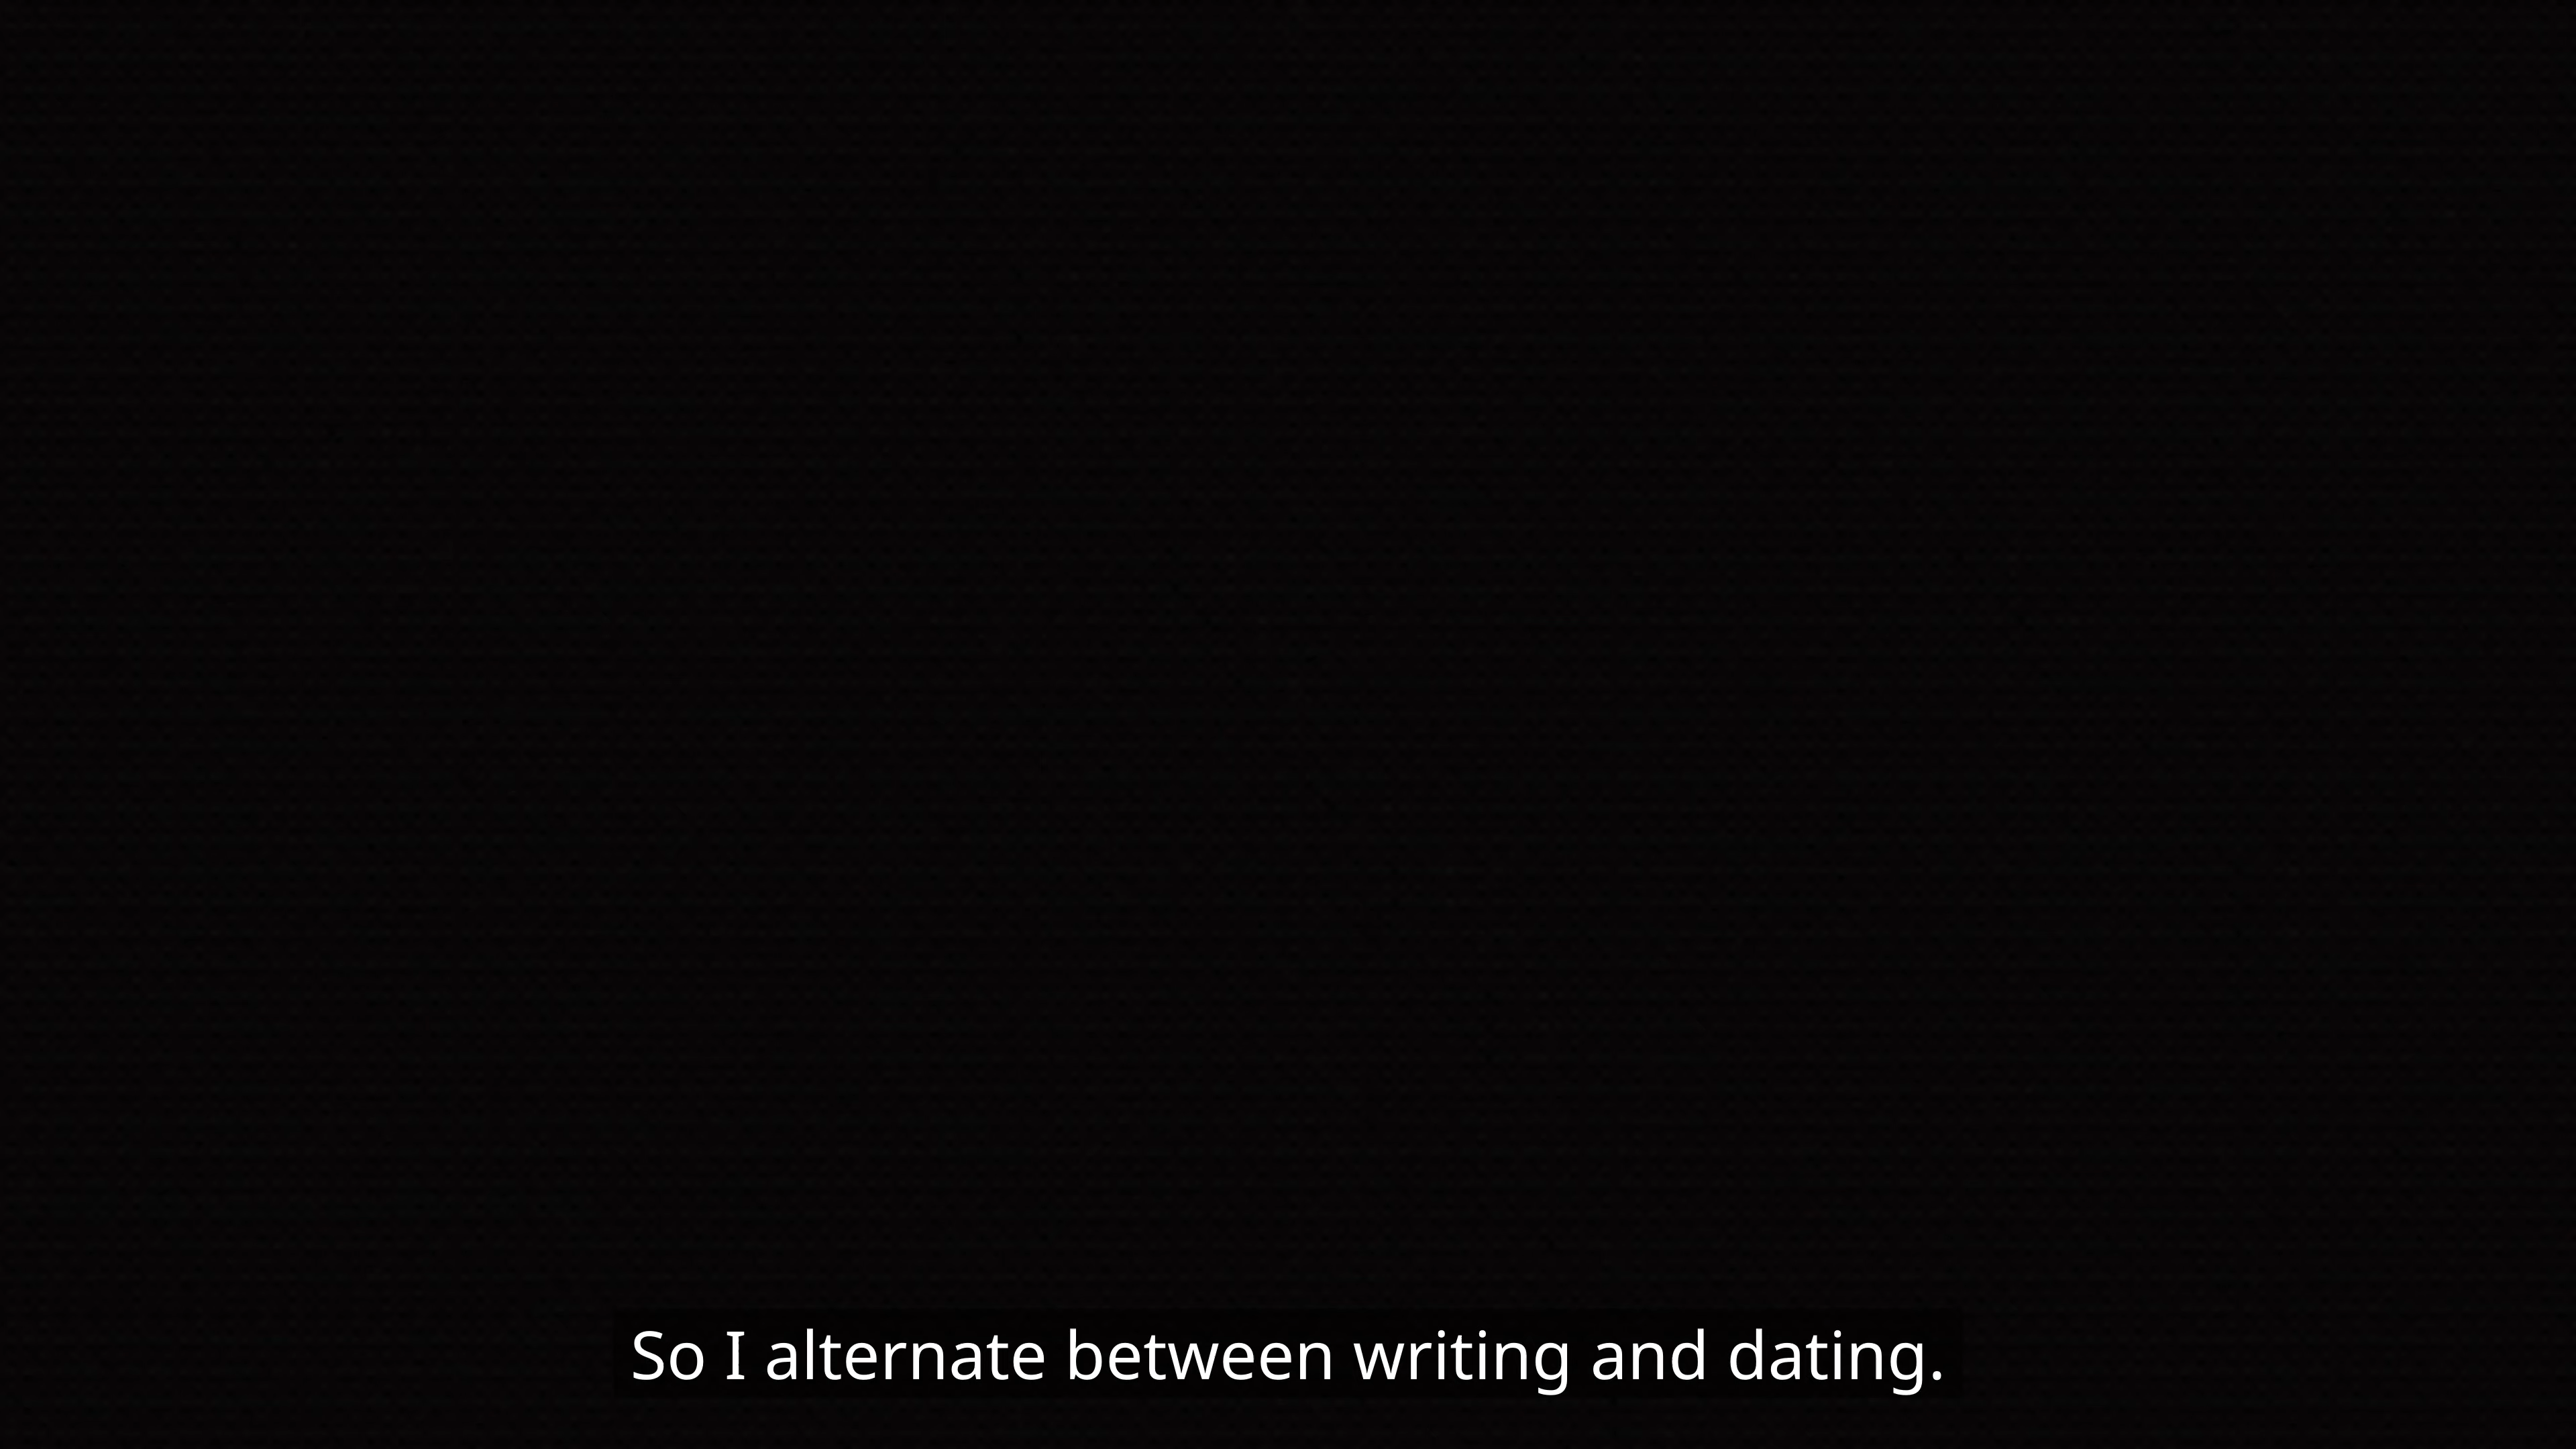 So I alternate between writing and dating.